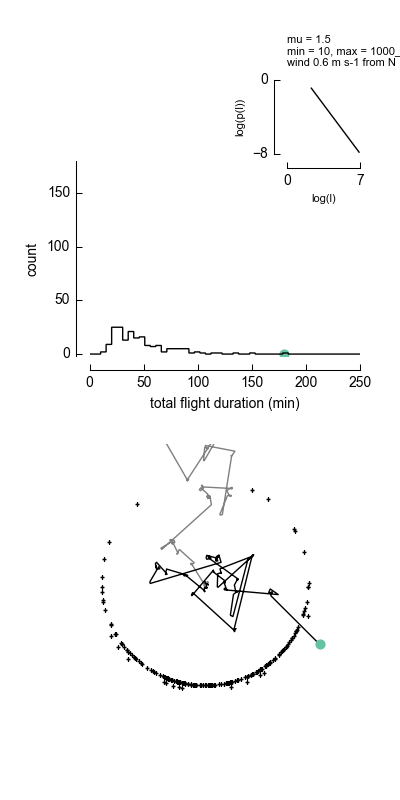 mu = 1.5
min = 10, max = 1000_
wind 0.6 m s-1 from N
0
log(p(l))
−8
0 7
log(l)
150
100
count
50
0
0 50 100 150 200 250
total flight duration (min)